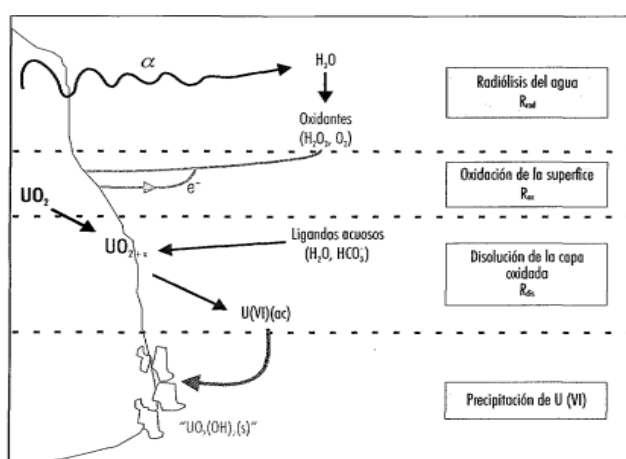 α
H₂O
Oxidantes
(H₂O₂, O₂)
Radiólisis del agua
R_rad
Oxidación de la superfice
R_ox
e⁻
UO₂
UO₂₊ₓ
Ligandos acuosos
(H₂O, HCO₃⁻)
Disolución de la capa
oxidada
R_dis
U(VI)(ac)
Precipitación de U (VI)
"UO₂(OH)₂(s)"